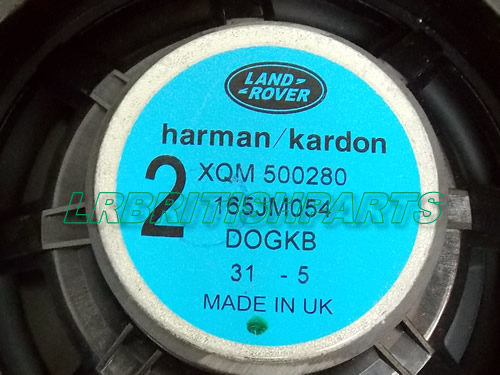 LAND-
-ROVER
harman/kardon
2
XQM 500280
165JM054
LRBRITISHPARTS
DOGKB
31 - 5
MADE IN UK